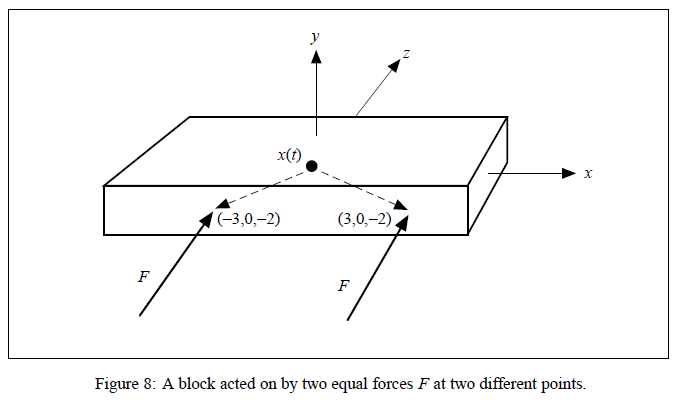 y
z
x(t)
x
(−3,0,−2)
(3,0,−2)
F
F
Figure 8: A block acted on by two equal forces F at two different points.